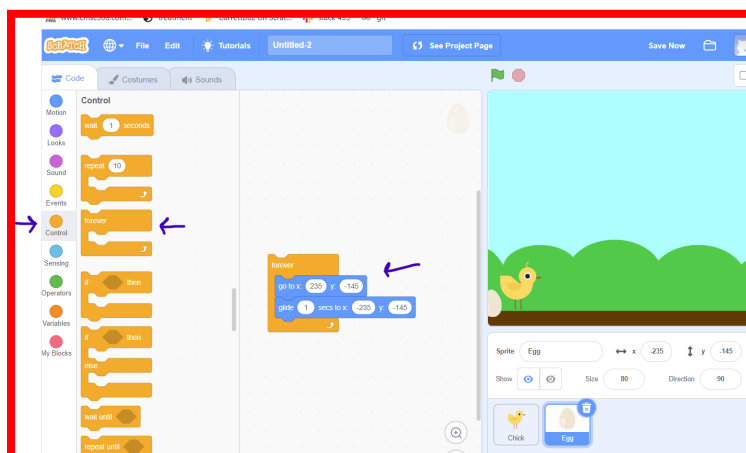 SCRATCH File Edit Tutorials Untitled-2 See Project Page Save Now
Code Costumes Sounds
Motion
Looks
Sound
Events
Control
Sensing
Operators
Variables
My Blocks
Control
wait 1 seconds
repeat 10
forever
if then
if then
else
wait until
repeat until
forever
go to x: 235 y: -145
glide 1 secs to x: -235 y: -145
Sprite Egg x -235 y -145
Show Size 80 Direction 90
Chick Egg